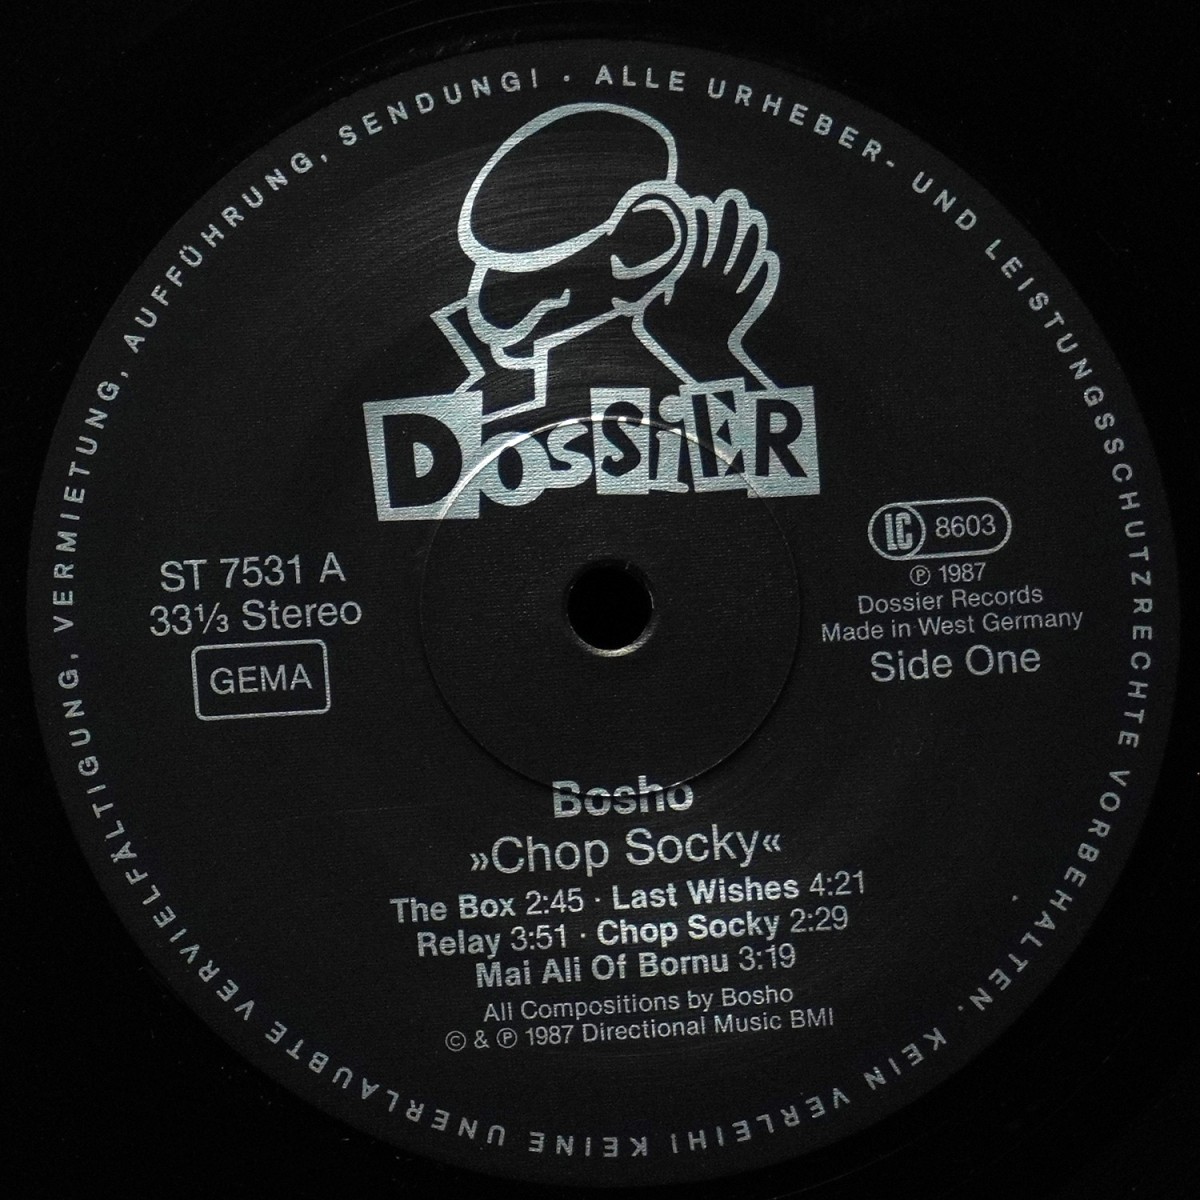 ALLE URHEBER- UND LEISTUNGSSCHUTZRECHTE VORBEHALTEN. KEIN VERLEIH! KEINE UNERLAUBTE VERVIELFÄLTIGUNG, VERMIETUNG, AUFFÜHRUNG, SENDUNG! ·
DOSSiER
ST 7531 A
33⅓ Stereo
GEMA
LC 8603
℗ 1987
Dossier Records
Made in West Germany
Side One
Bosho
»Chop Socky«
The Box 2:45 · Last Wishes 4:21
Relay 3:51 · Chop Socky 2:29
Mai Ali Of Bornu 3:19
All Compositions by Bosho
© & ℗ 1987 Directional Music BMI